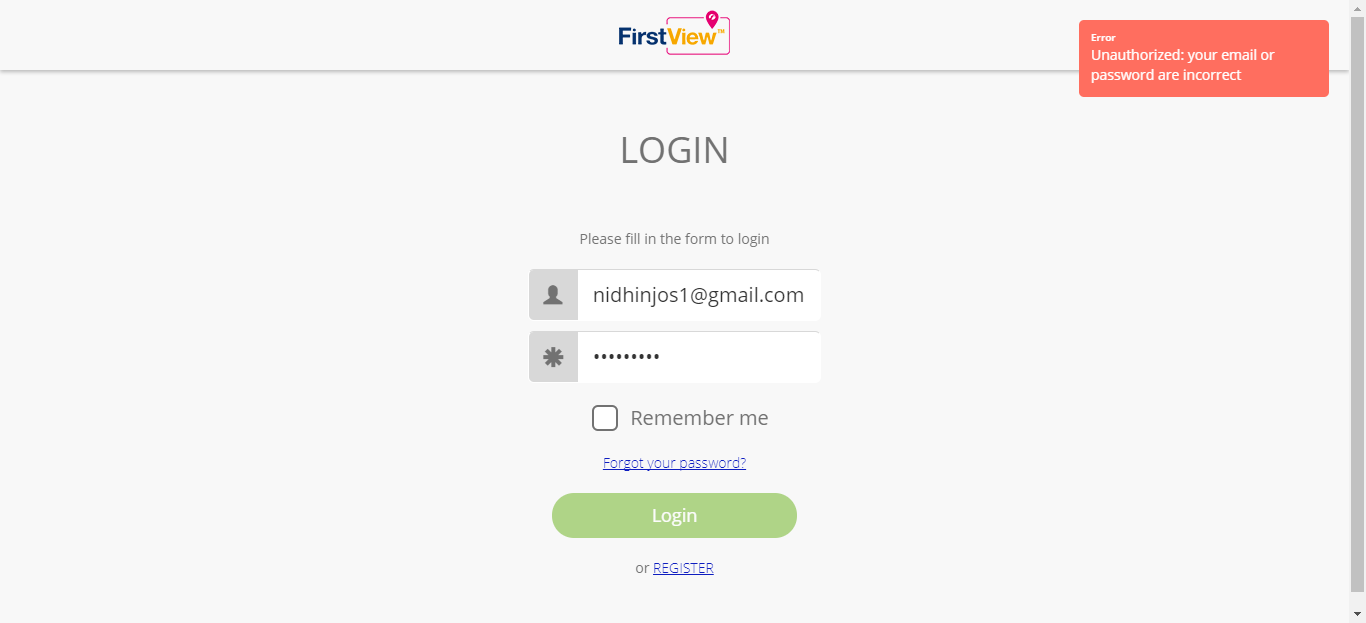 FirstView™
Error
Unauthorized: your email or
password are incorrect
LOGIN
Please fill in the form to login
nidhinjos1@gmail.com
•••••••••
Remember me
Forgot your password?
Login
or REGISTER